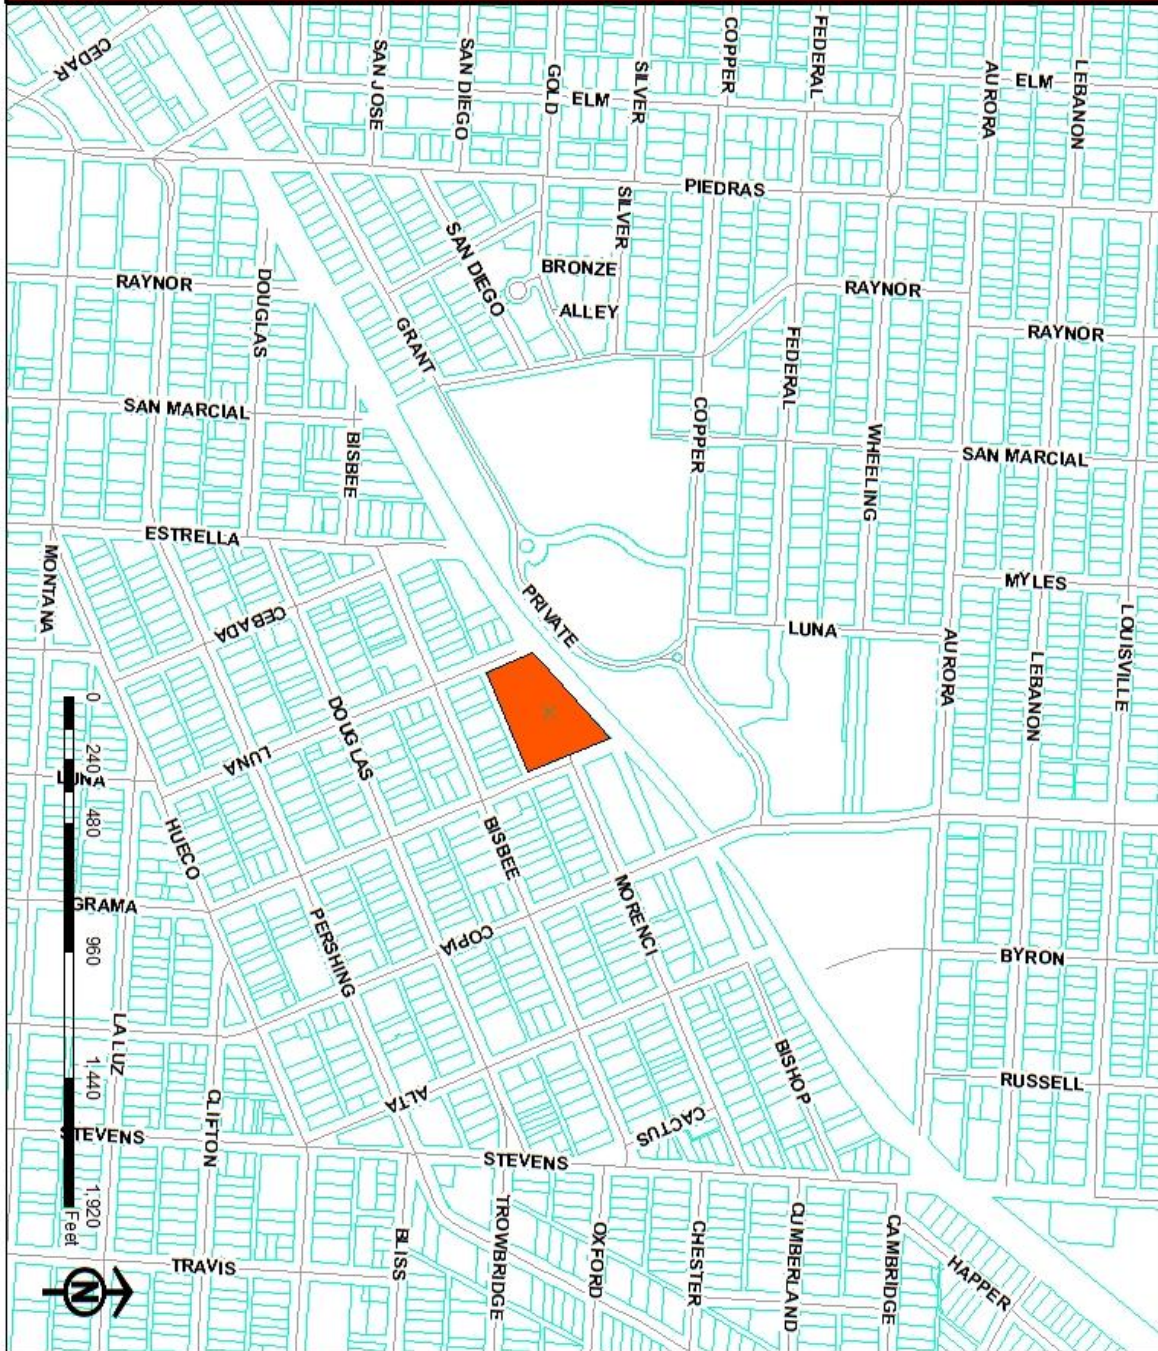 CEDAR
SAN JOSE
SAN DIEGO
GOLD
ELM
SILVER
COPPER
FEDERAL
AURORA
ELM
LEBANON
PIEDRAS
SILVER
SAN DIEGO
BRONZE
ALLEY
RAYNOR
DOUGLAS
GRANT
RAYNOR
RAYNOR
FEDERAL
SAN MARCIAL
BISBEE
COPPER
WHEELING
SAN MARCIAL
ESTRELLA
MONTANA
CEBADA
PRIVATE
MYLES
LUNA
AURORA
LEBANON
LOUISVILLE
DOUGLAS
LUNA
LUNA
HUECO
BISBEE
GRAMA
PERSHING
COPIA
MORENCI
BYRON
LA LUZ
CLIFTON
ALTA
BISHOP
CACTUS
RUSSELL
STEVENS
STEVENS
TROWBRIDGE
OXFORD
CHESTER
CUMBERLAND
CAMBRIDGE
HAPPER
BLISS
TRAVIS
0 240 480 960 1,440 1,920
Feet
N